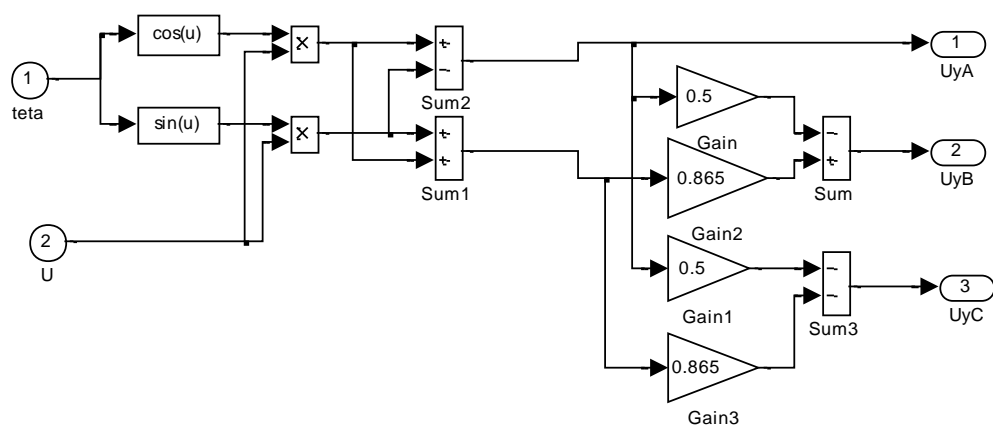 1
teta
cos(u)
sin(u)
×
×
2
U
+
−
Sum2
+
+
Sum1
0.5
Gain
0.865
Gain2
0.5
Gain1
0.865
Gain3
−
+
Sum
−
−
Sum3
1
UyA
2
UyB
3
UyC